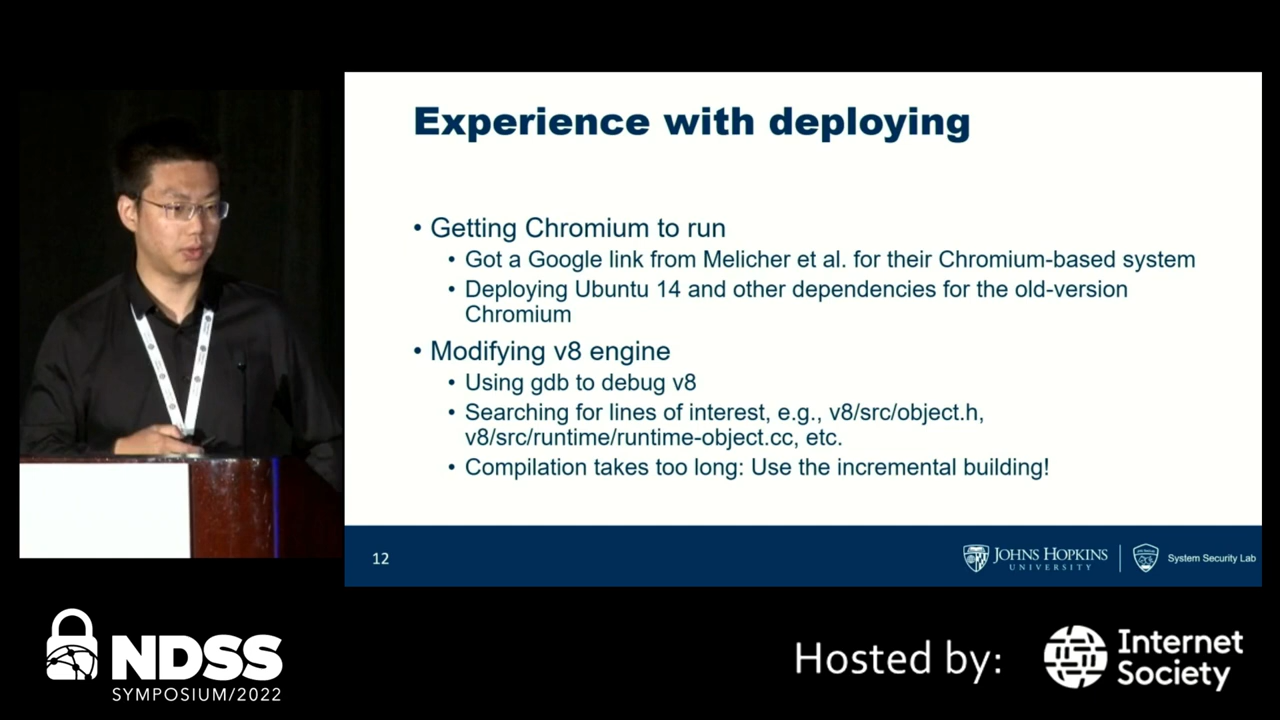 Experience with deploying
• Getting Chromium to run
• Got a Google link from Melicher et al. for their Chromium-based system
• Deploying Ubuntu 14 and other dependencies for the old-version
Chromium
• Modifying v8 engine
• Using gdb to debug v8
• Searching for lines of interest, e.g., v8/src/object.h,
v8/src/runtime/runtime-object.cc, etc.
• Compilation takes too long: Use the incremental building!
12
JOHNS HOPKINS
UNIVERSITY
System Security Lab
NDSS
SYMPOSIUM/2022
Hosted by:
Internet
Society